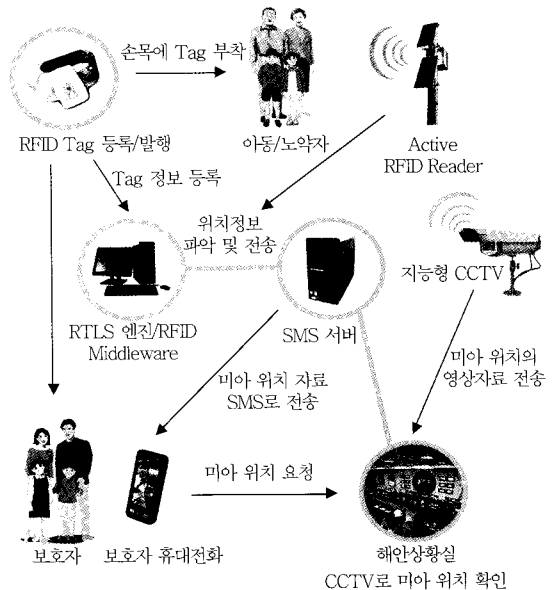 손목에 Tag 부착
RFID Tag 등록/발행
아동/노약자
Active
RFID Reader
Tag 정보 등록
위치정보
파악 및 전송
지능형 CCTV
RTLS 엔진/RFID
Middleware
SMS 서버
미아 위치 자료
SMS로 전송
미아 위치의
영상자료 전송
미아 위치 요청
보호자
보호자 휴대전화
해안상황실
CCTV로 미아 위치 확인